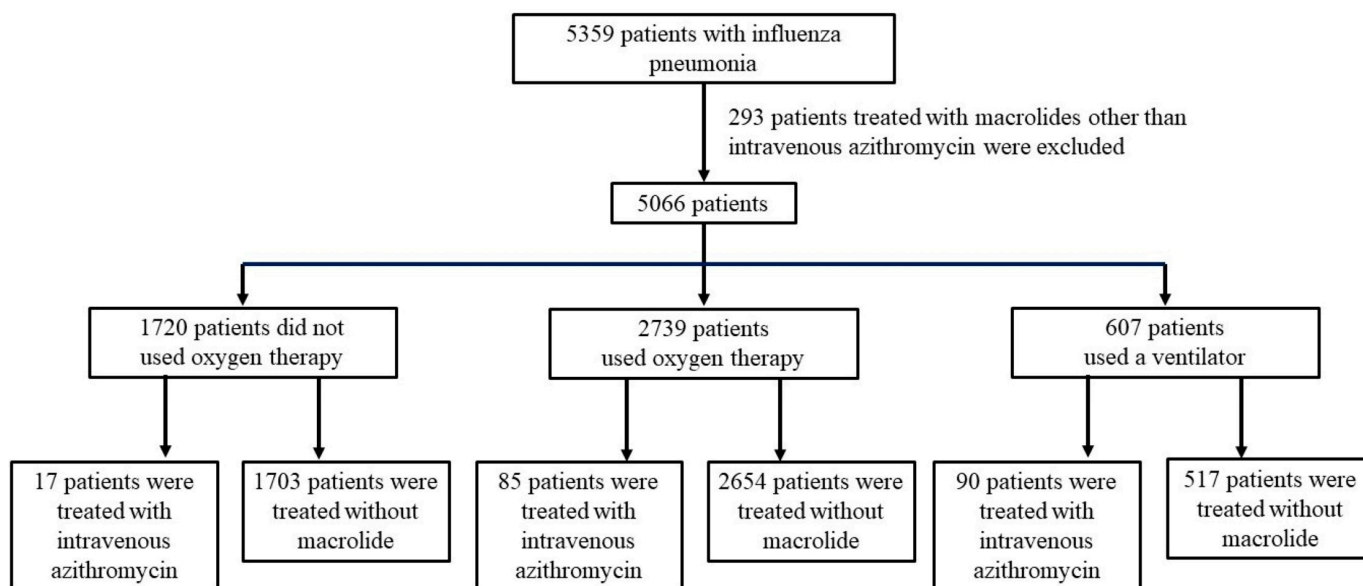 5359 patients with influenza
pneumonia
293 patients treated with macrolides other than
intravenous azithromycin were excluded
5066 patients
1720 patients did not
used oxygen therapy
2739 patients
used oxygen therapy
607 patients
used a ventilator
17 patients were
treated with
intravenous
azithromycin
1703 patients were
treated without
macrolide
85 patients were
treated with
intravenous
azithromycin
2654 patients were
treated without
macrolide
90 patients were
treated with
intravenous
azithromycin
517 patients were
treated without
macrolide